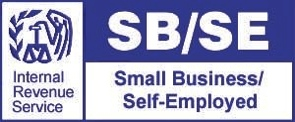 SB/SE
Internal
Revenue
Service
Small Business/
Self-Employed